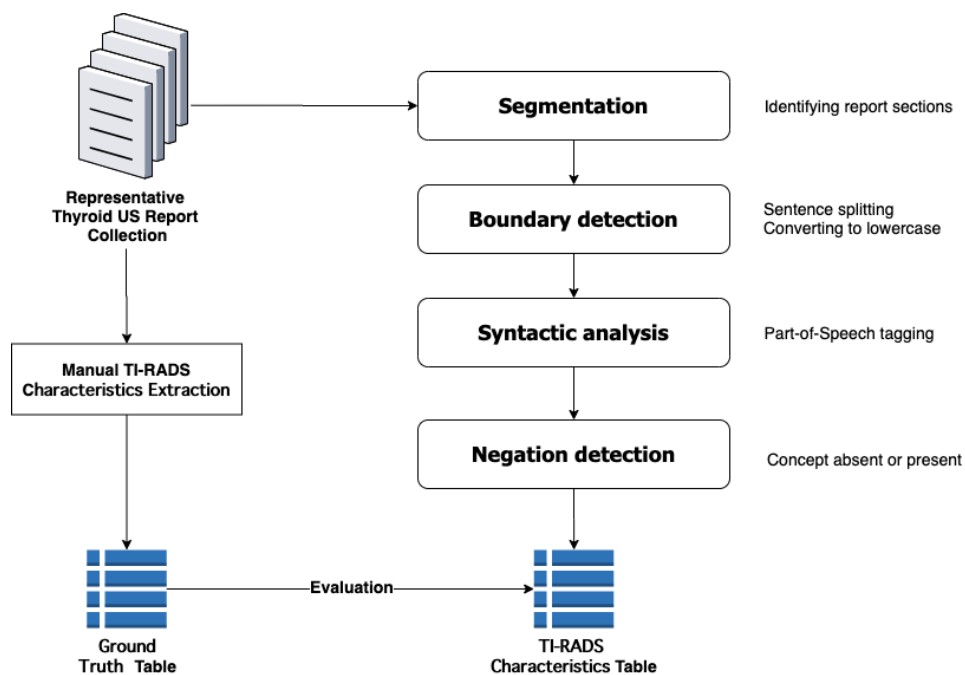 Segmentation
Identifying report sections
Representative
Thyroid US Report
Collection
Boundary detection
Sentence splitting
Converting to lowercase
Syntactic analysis
Part-of-Speech tagging
Manual TI-RADS
Characteristics Extraction
Negation detection
Concept absent or present
Evaluation
Ground
Truth Table
TI-RADS
Characteristics Table